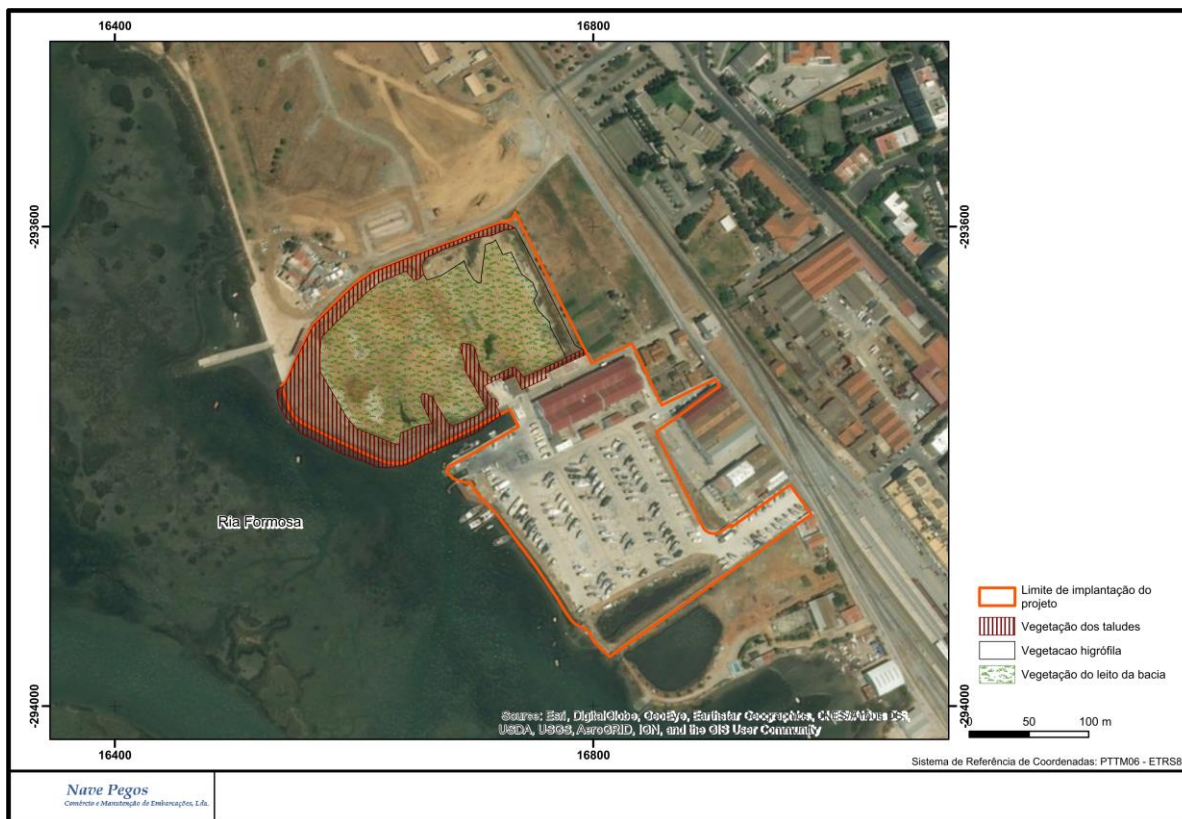 16400
16800
-293600
-293600
Ria Formosa
-294000
-294000
Source: Esri, DigitalGlobe, GeoEye, Earthstar Geographics, CNES/Airbus DS,
USDA, USGS, AeroGRID, IGN, and the GIS User Community
16400
16800
Limite de implantação do
projeto
Vegetação dos taludes
Vegetacao higrófila
Vegetação do leito da bacia
0
50
100 m
Sistema de Referência de Coordenadas: PTTM06 - ETRS8
Nave Pegos
Comércio e Manutenção de Embarcações, Lda.